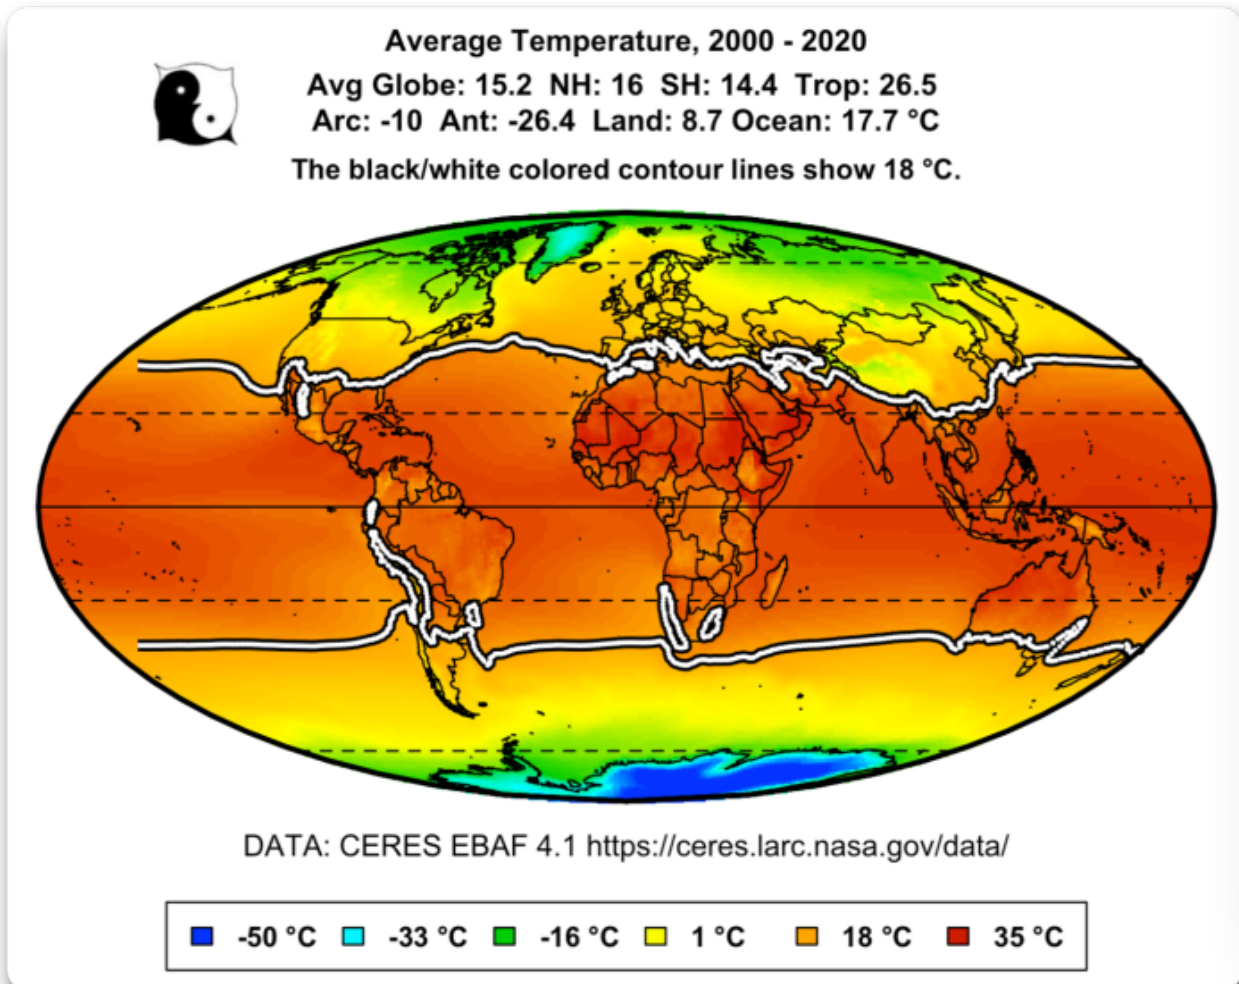 Average Temperature, 2000 - 2020
Avg Globe: 15.2 NH: 16 SH: 14.4 Trop: 26.5
Arc: -10 Ant: -26.4 Land: 8.7 Ocean: 17.7 °C
The black/white colored contour lines show 18 °C.
DATA: CERES EBAF 4.1 https://ceres.larc.nasa.gov/data/
-50 °C -33 °C -16 °C 1 °C 18 °C 35 °C